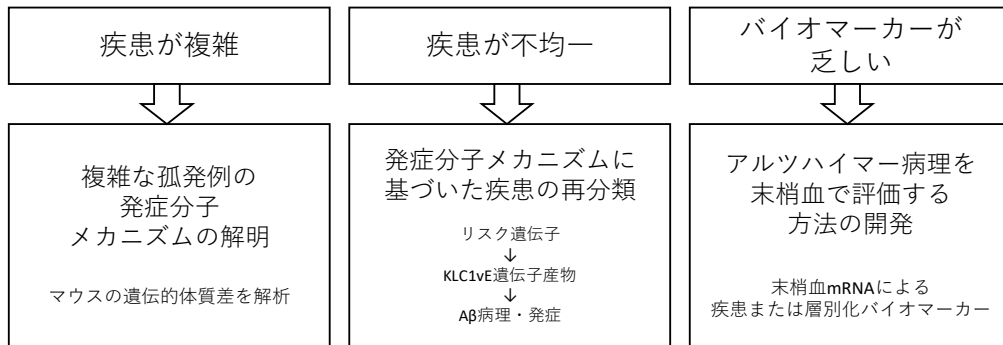 疾患が複雑
疾患が不均一
バイオマーカーが
乏しい
複雑な孤発例の
発症分子
メカニズムの解明
マウスの遺伝的体質差を解析
発症分子メカニズムに
基づいた疾患の再分類
リスク遺伝子
↓
KLC1vE遺伝子産物
↓
Aβ病理・発症
アルツハイマー病理を
末梢血で評価する
方法の開発
末梢血mRNAによる
疾患または層別化バイオマーカー